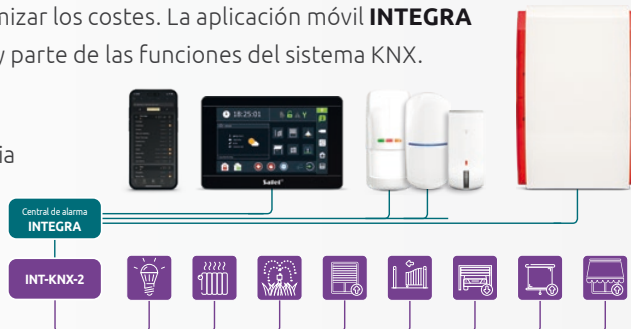 mizar los costes. La aplicación móvil INTEGRA
y parte de las funciones del sistema KNX.
ia
18:25:01
Satel
Central de alarma
INTEGRA
INT-KNX-2